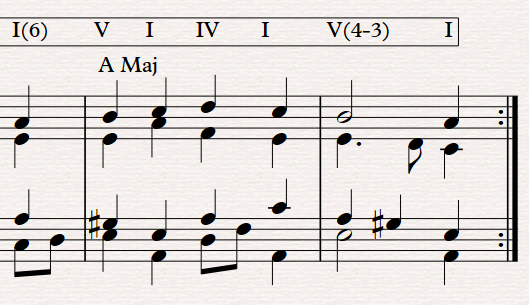 I(6) V I IV I V(4-3) I
A Maj